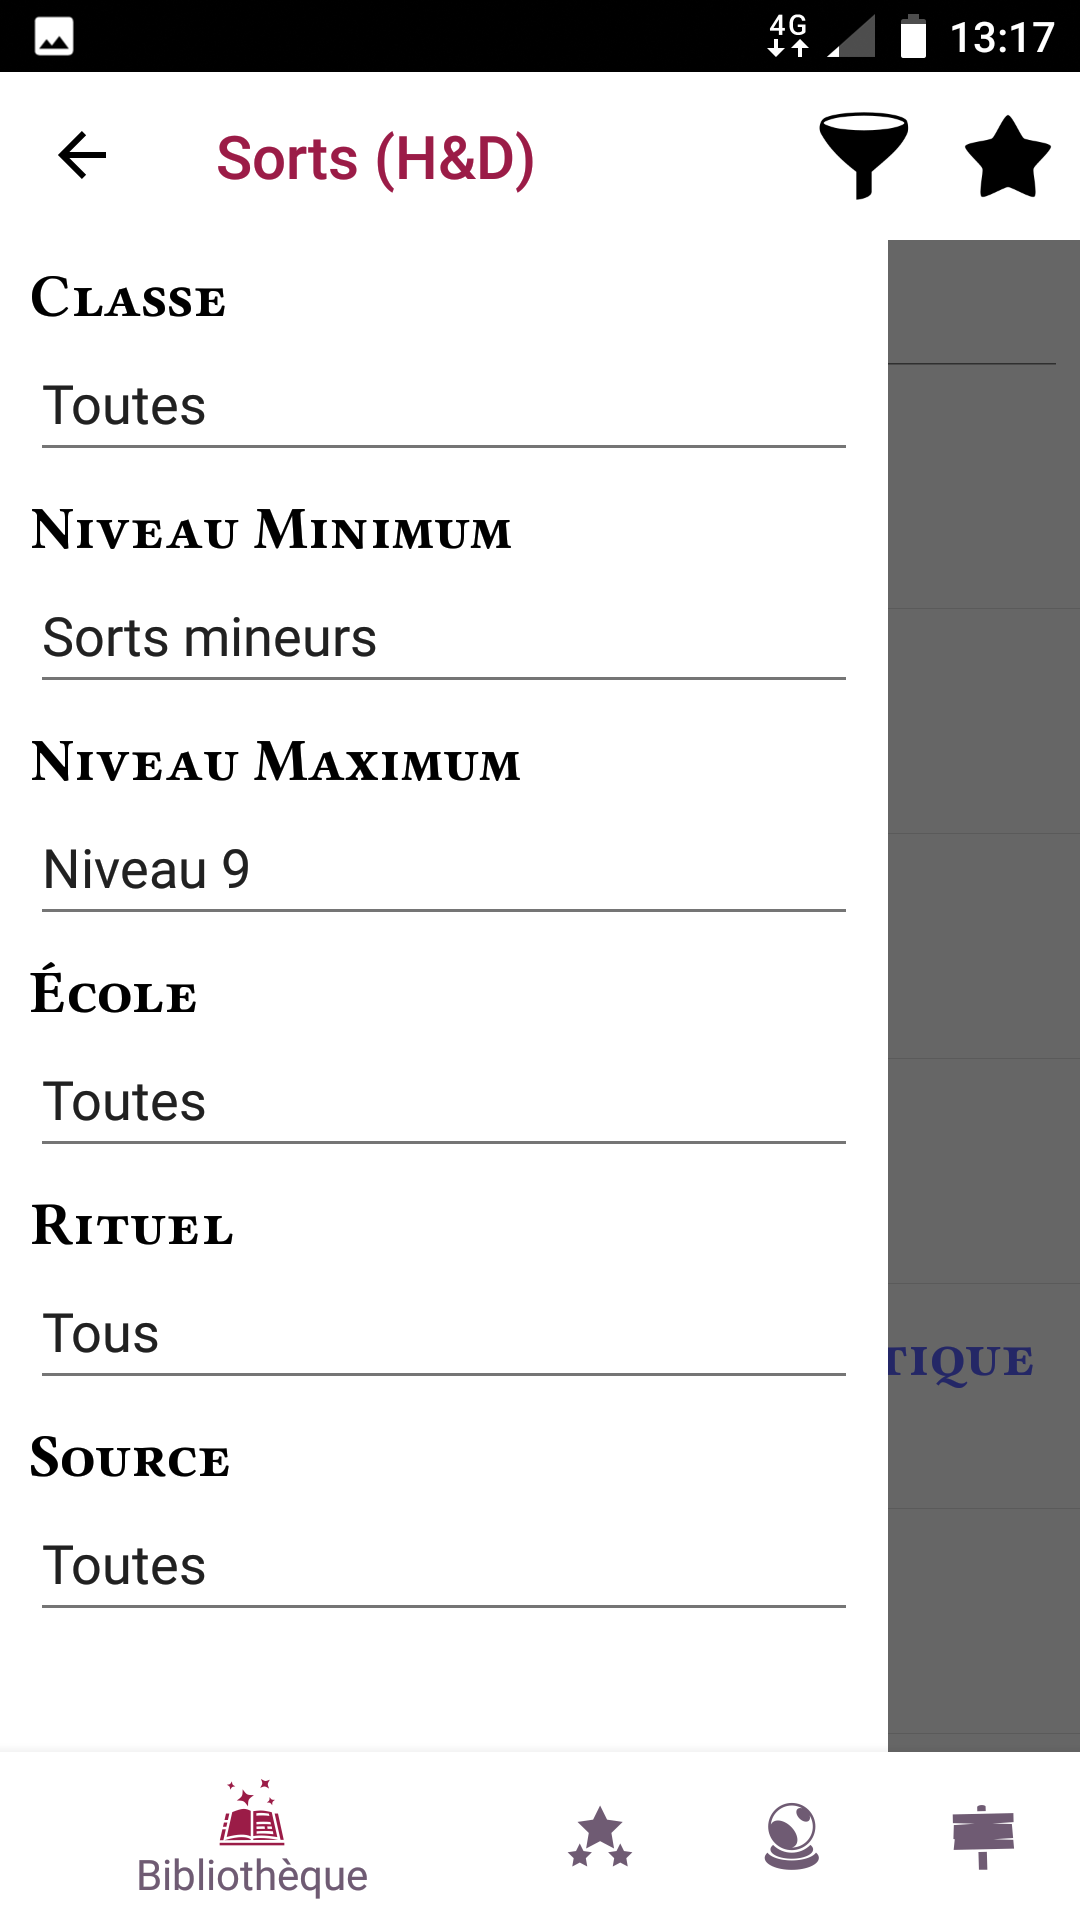 4G 13:17
Sorts (H&D)
Classe
Toutes
Niveau Minimum
Sorts mineurs
Niveau Maximum
Niveau 9
École
Toutes
Rituel
Tous
TIQUE
Source
Toutes
Bibliothèque